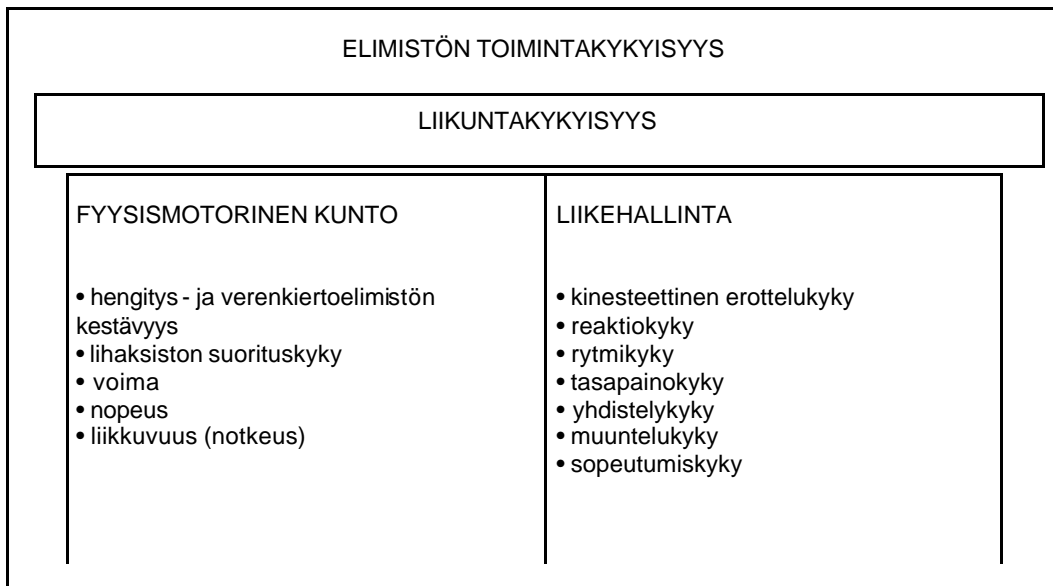 ELIMISTÖN TOIMINTAKYKYISYYS
LIIKUNTAKYKYISYYS
FYYSISMOTORINEN KUNTO
• hengitys - ja verenkiertoelimistön
kestävyys
• lihaksiston suorituskyky
• voima
• nopeus
• liikkuvuus (notkeus)
LIIKEHALLINTA
• kinesteettinen erottelukyky
• reaktiokyky
• rytmikyky
• tasapainokyky
• yhdistelykyky
• muuntelukyky
• sopeutumiskyky